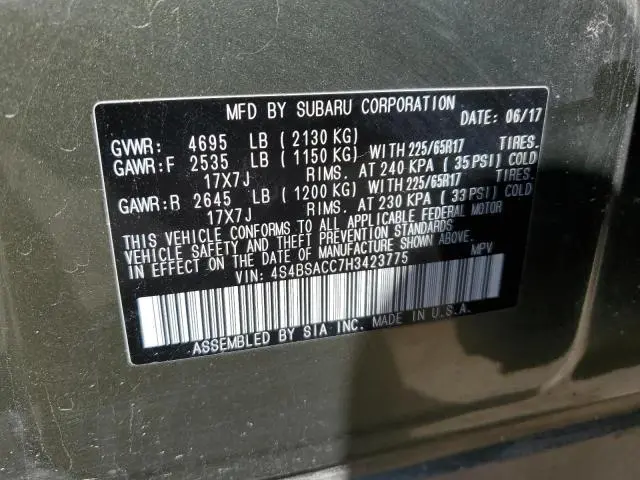 MFD BY SUBARU CORPORATION DATE: 06/17
GVWR: 4695 LB (2130 KG)
GAWR:F 2535 LB (1150 KG) WITH 225/65R17 TIRES.
17X7J RIMS. AT 240 KPA (35 PSI) COLD
GAWR:R 2645 LB (1200 KG) WITH 225/65R17 TIRES.
17X7J RIMS. AT 230 KPA (33 PSI) COLD
THIS VEHICLE CONFORMS TO ALL APPLICABLE FEDERAL MOTOR
VEHICLE SAFETY AND THEFT PREVENTION STANDARDS
IN EFFECT ON THE DATE OF MANUFACTURE SHOWN ABOVE.
VIN: 4S4BSACC7H3423775 MPV
ASSEMBLED BY SIA INC. MADE IN U.S.A.